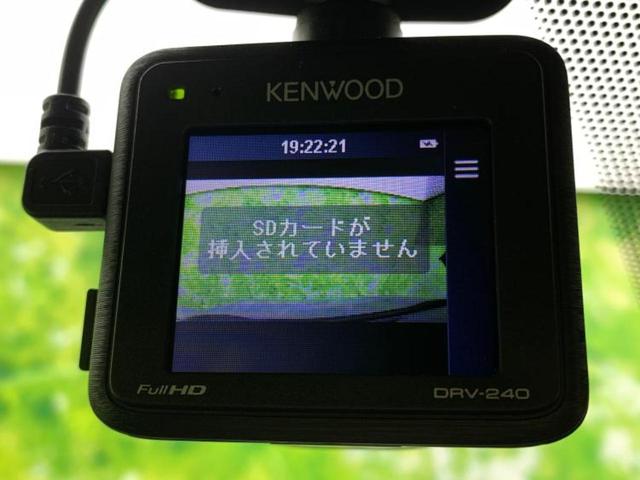 KENWOOD
19:22:21
SDカードが
挿入されていません
Full HD
DRV-240